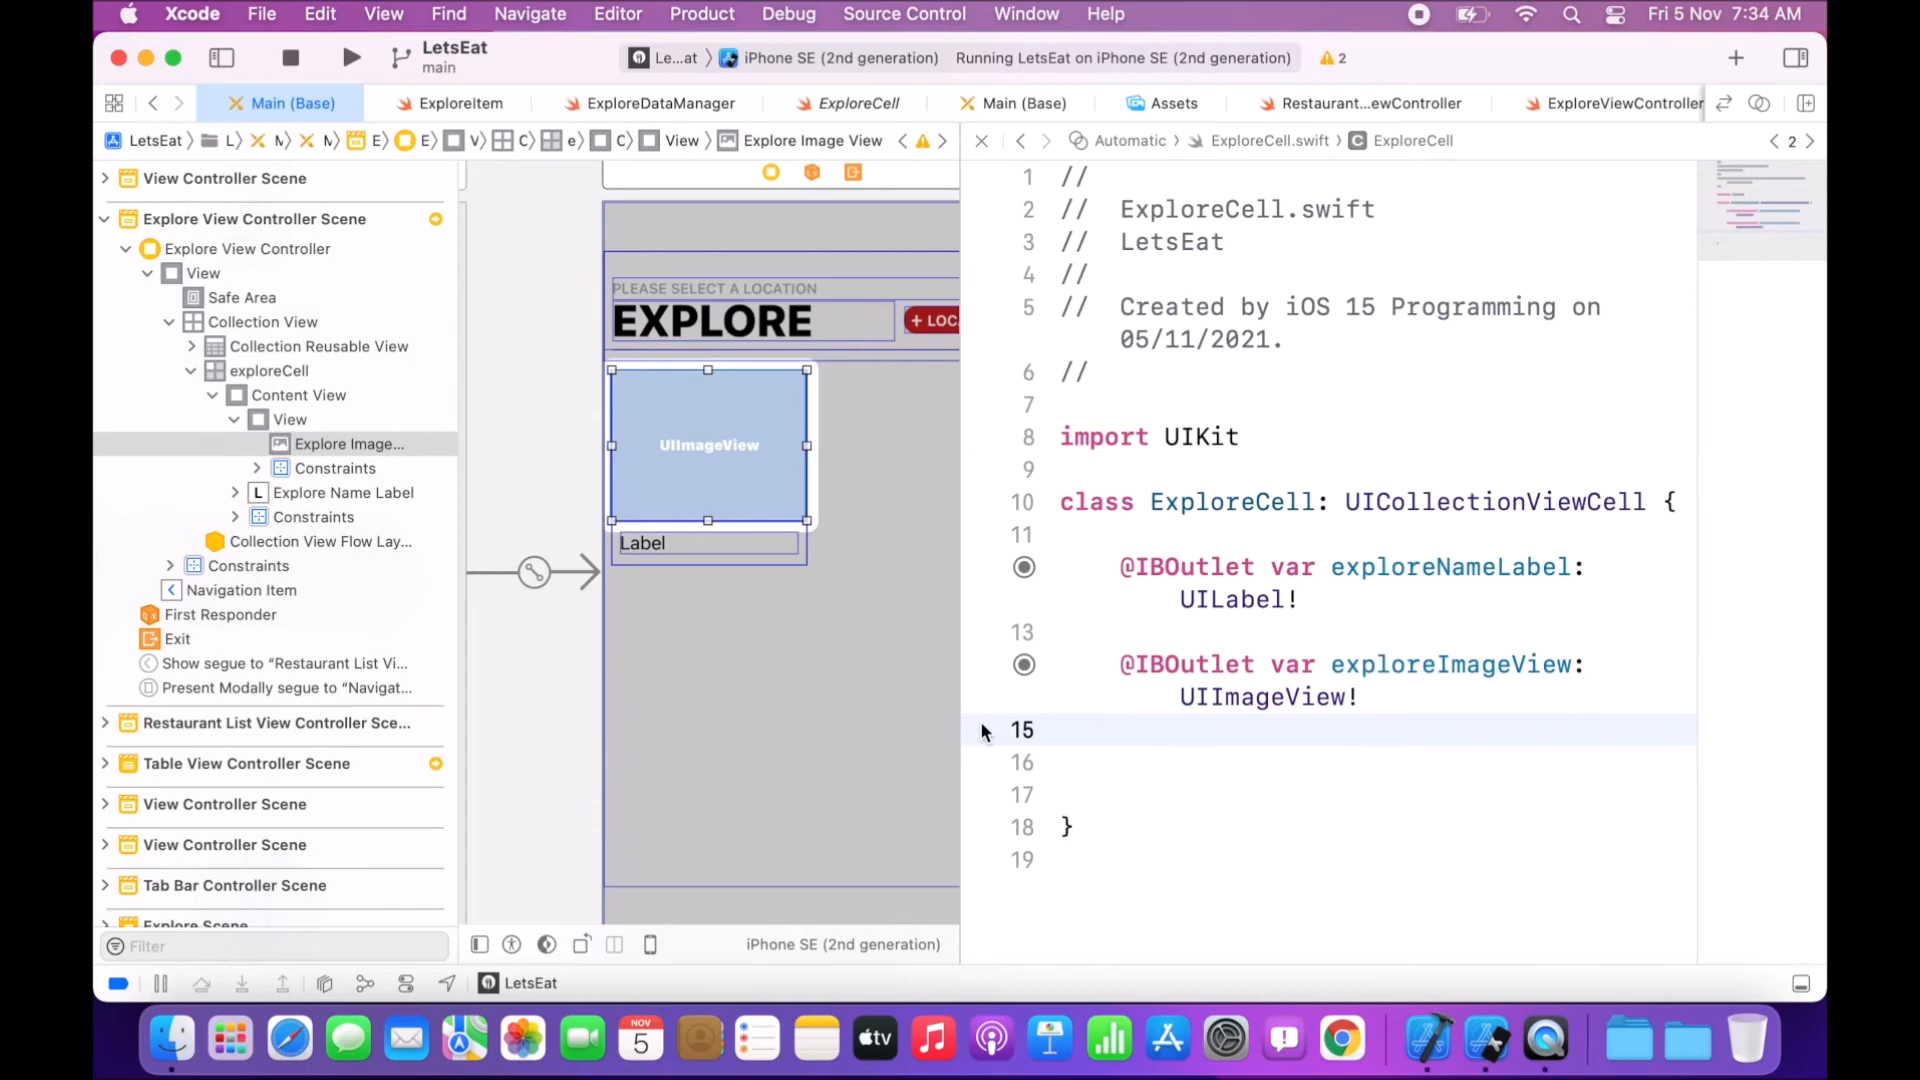 Xcode File Edit View Find Navigate Editor Product Debug Source Control Window Help Fri 5 Nov 7:34 AM
LetsEat
main
Le...at 〉 iPhone SE (2nd generation) Running LetsEat on iPhone SE (2nd generation) 2
Main (Base) ExploreItem ExploreDataManager ExploreCell Main (Base) Assets Restaurant...ewController ExploreViewController
LetsEat 〉 L〉 M〉 M〉 E〉 E〉 V〉 C〉 e〉 C〉 View 〉 Explore Image View
Automatic 〉 ExploreCell.swift 〉 C ExploreCell 2
View Controller Scene
Explore View Controller Scene
Explore View Controller
View
Safe Area
Collection View
Collection Reusable View
exploreCell
Content View
View
Explore Image...
Constraints
L Explore Name Label
Constraints
Collection View Flow Lay...
Constraints
Navigation Item
First Responder
Exit
Show segue to “Restaurant List Vi...
Present Modally segue to “Navigat...
Restaurant List View Controller Sce...
Table View Controller Scene
View Controller Scene
View Controller Scene
Tab Bar Controller Scene
Explore Scene
Filter
PLEASE SELECT A LOCATION
EXPLORE
+ LOCA
UIImageView
Label
iPhone SE (2nd generation)
1 //
2 //  ExploreCell.swift
3 //  LetsEat
4 //
5 //  Created by iOS 15 Programming on
05/11/2021.
6 //
7
8 import UIKit
9
10 class ExploreCell: UICollectionViewCell {
11
@IBOutlet var exploreNameLabel:
UILabel!
13
@IBOutlet var exploreImageView:
UIImageView!
15
16
17
18 }
19
LetsEat
NOV
5
tv